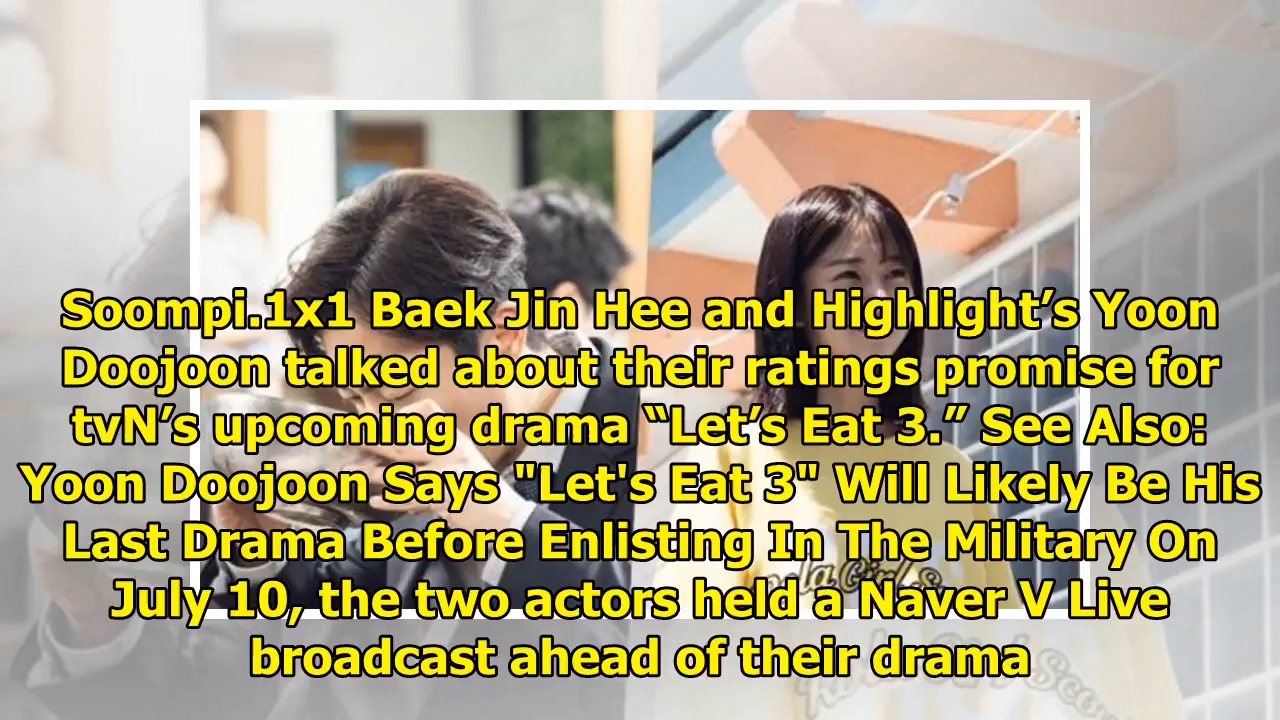 Soompi.1x1 Baek Jin Hee and Highlight’s Yoon
Doojoon talked about their ratings promise for
tvN’s upcoming drama “Let’s Eat 3.” See Also:
Yoon Doojoon Says "Let's Eat 3" Will Likely Be His
Last Drama Before Enlisting In The Military On
July 10, the two actors held a Naver V Live
broadcast ahead of their drama